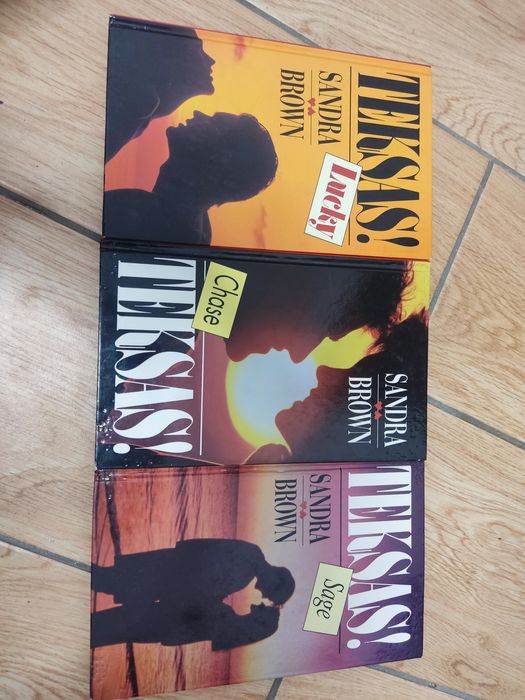 TEKSAS!
SANDRA
BROWN
Lucky
TEKSAS!
Chase
SANDRA
BROWN
TEKSAS!
SANDRA
BROWN
Sage